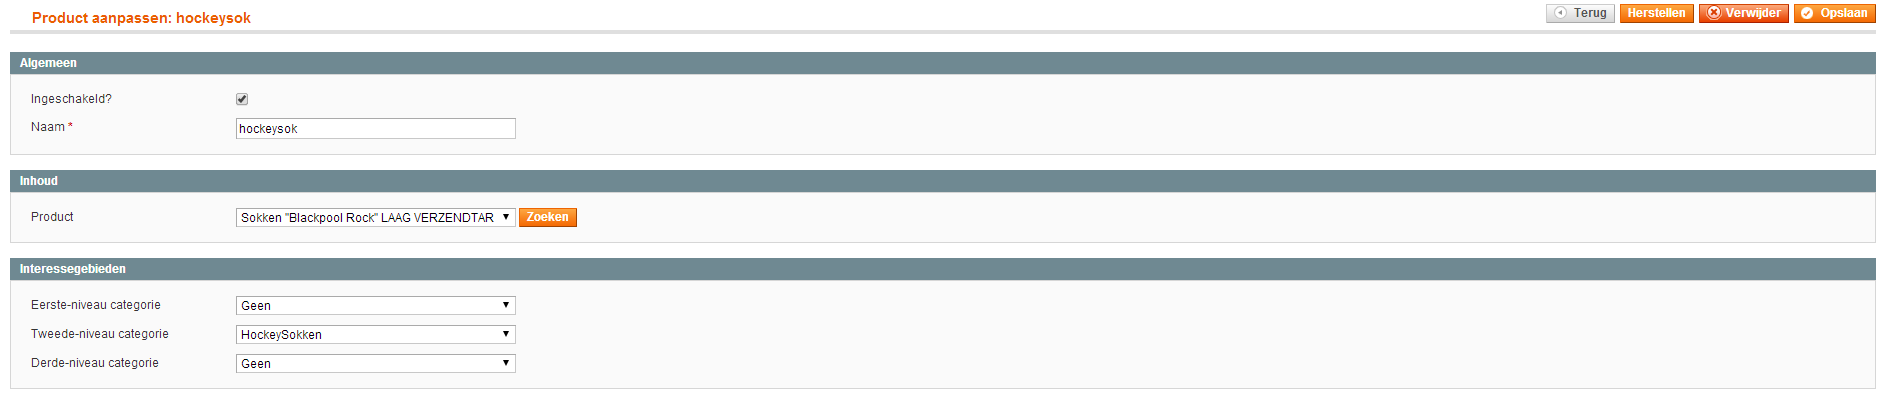 Product aanpassen: hockeysok
Terug
Herstellen
Verwijder
Opslaan
Algemeen
Ingeschakeld?
Naam *
hockeysok
Inhoud
Product
Sokken "Blackpool Rock" LAAG VERZENDTAR
Zoeken
Interessegebieden
Eerste-niveau categorie
Geen
Tweede-niveau categorie
HockeySokken
Derde-niveau categorie
Geen